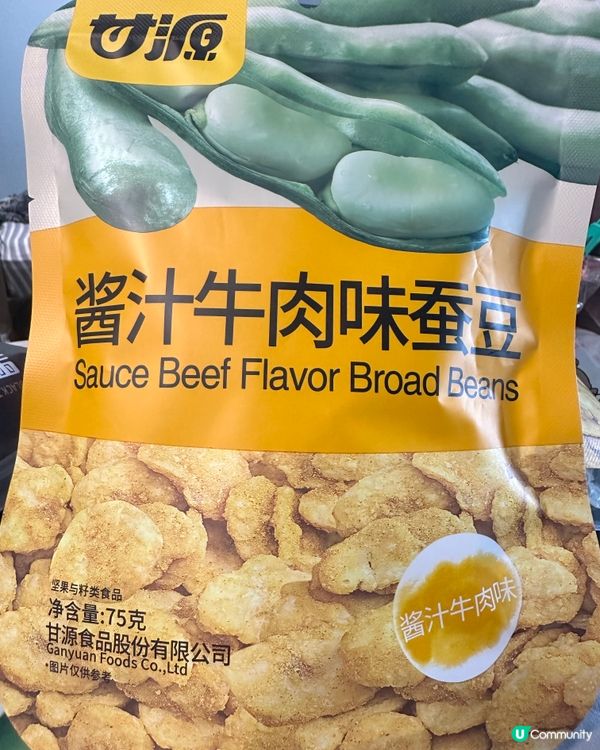 甘源
酱汁牛肉味蚕豆
Sauce Beef Flavor Broad Beans
酱汁牛肉味
坚果与籽类食品
净含量:75克
甘源食品股份有限公司
Ganyuan Foods Co.,Ltd
•图片仅供参考
U Community